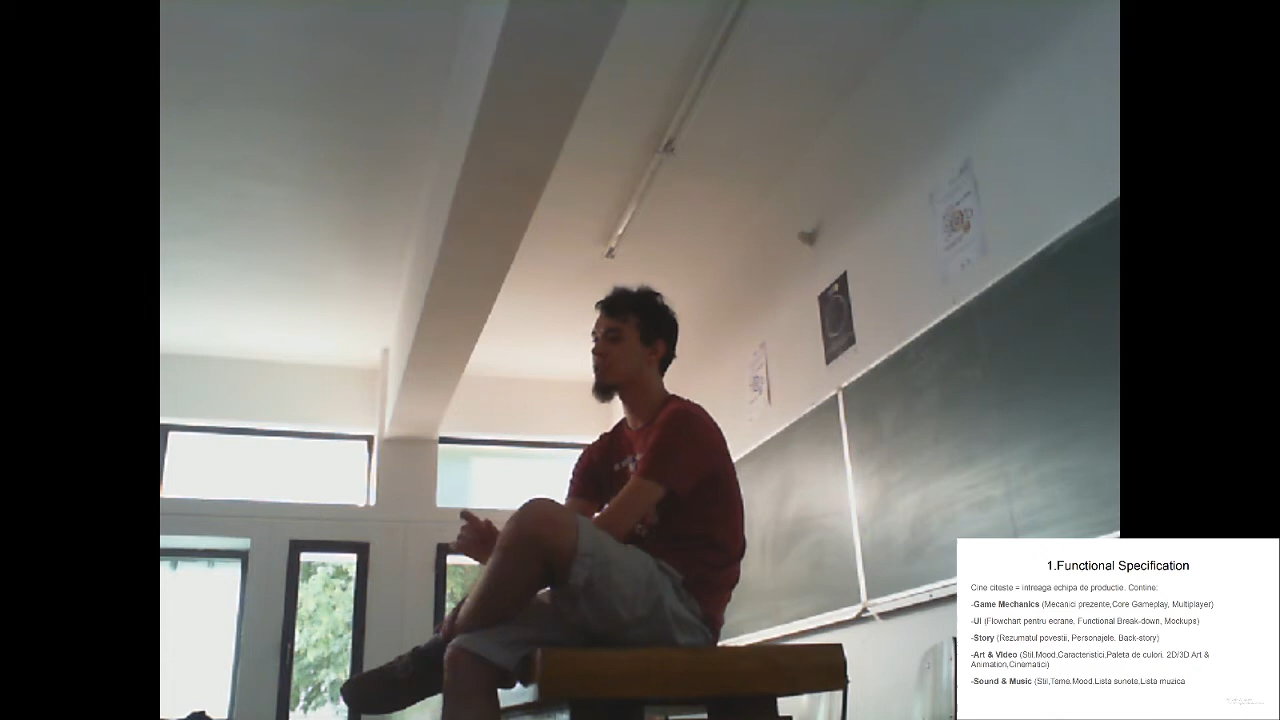 1.Functional Specification
Cine citeste = intreaga echipa de productie. Contine:
-Game Mechanics (Mecanici prezente,Core Gameplay, Multiplayer)
-UI (Flowchart pentru ecrane, Functional Break-down, Mockups)
-Story (Rezumatul povestii, Personajele, Back-story)
-Art & Video (Stil,Mood,Caracteristici,Paleta de culori, 2D/3D Art &
Animation,Cinematici)
-Sound & Music (Stil,Teme,Mood,Lista sunete,Lista muzica